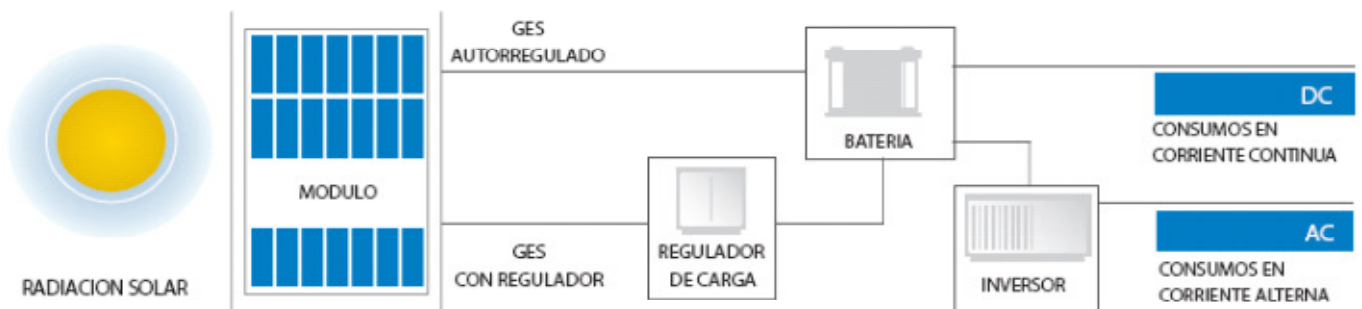 RADIACION SOLAR
MODULO
GES
AUTORREGULADO
GES
CON REGULADOR
REGULADOR
DE CARGA
BATERIA
INVERSOR
DC
CONSUMOS EN
CORRIENTE CONTINUA
AC
CONSUMOS EN
CORRIENTE ALTERNA